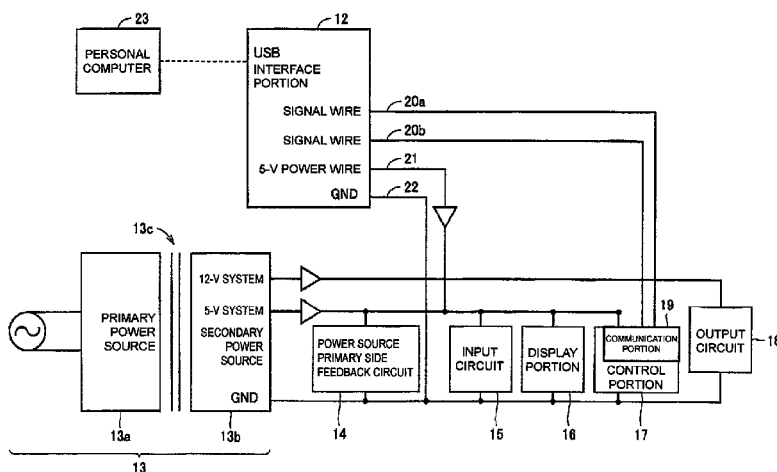 23
PERSONAL
COMPUTER
12
USB
INTERFACE
PORTION
SIGNAL WIRE
20a
SIGNAL WIRE
20b
5-V POWER WIRE
21
GND
22
13c
PRIMARY
POWER
SOURCE
13a
12-V SYSTEM
5-V SYSTEM
SECONDARY
POWER
SOURCE
GND
13b
13
POWER SOURCE
PRIMARY SIDE
FEEDBACK CIRCUIT
14
INPUT
CIRCUIT
15
DISPLAY
PORTION
16
19
COMMUNICATION
PORTION
CONTROL
PORTION
17
OUTPUT
CIRCUIT
18